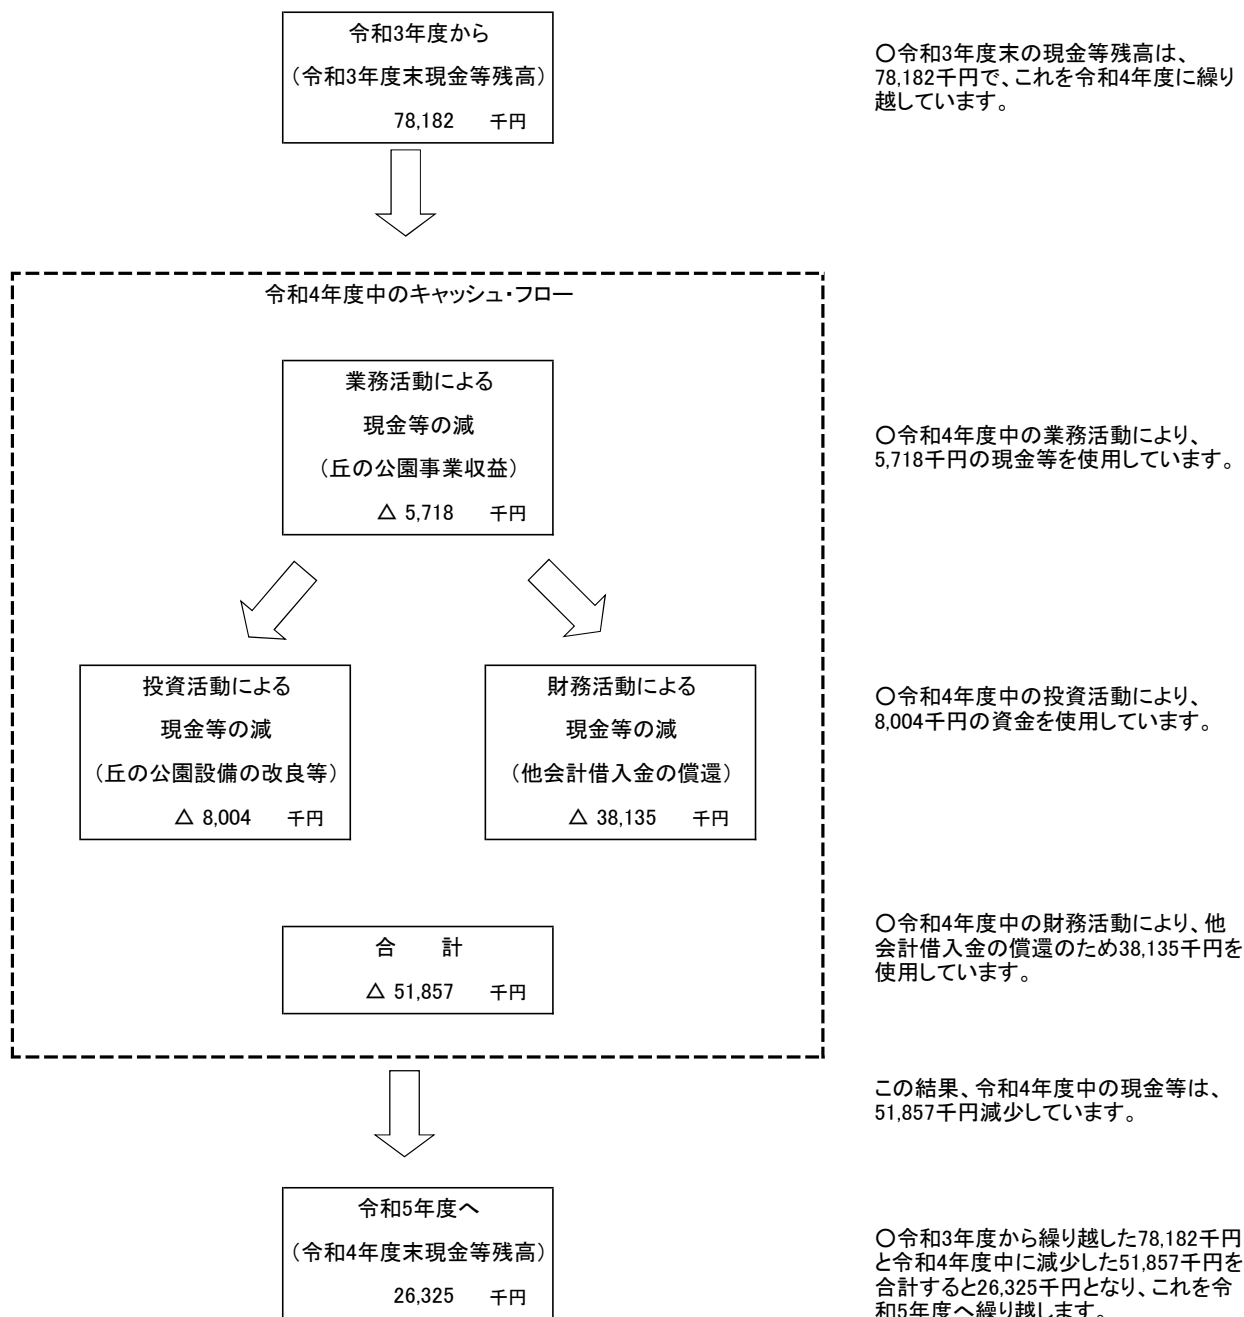 令和3年度から
（令和3年度末現金等残高）
78,182 千円
〇令和3年度末の現金等残高は、
78,182千円で、これを令和4年度に繰り
越しています。
令和4年度中のキャッシュ・フロー
業務活動による
現金等の減
（丘の公園事業収益）
△ 5,718 千円
〇令和4年度中の業務活動により、
5,718千円の現金等を使用しています。
投資活動による
現金等の減
（丘の公園設備の改良等）
△ 8,004 千円
財務活動による
現金等の減
（他会計借入金の償還）
△ 38,135 千円
〇令和4年度中の投資活動により、
8,004千円の資金を使用しています。
合 計
△ 51,857 千円
〇令和4年度中の財務活動により、他
会計借入金の償還のため38,135千円を
使用しています。
この結果、令和4年度中の現金等は、
51,857千円減少しています。
令和5年度へ
（令和4年度末現金等残高）
26,325 千円
〇令和3年度から繰り越した78,182千円
と令和4年度中に減少した51,857千円を
合計すると26,325千円となり、これを令
和5年度へ繰り越します。